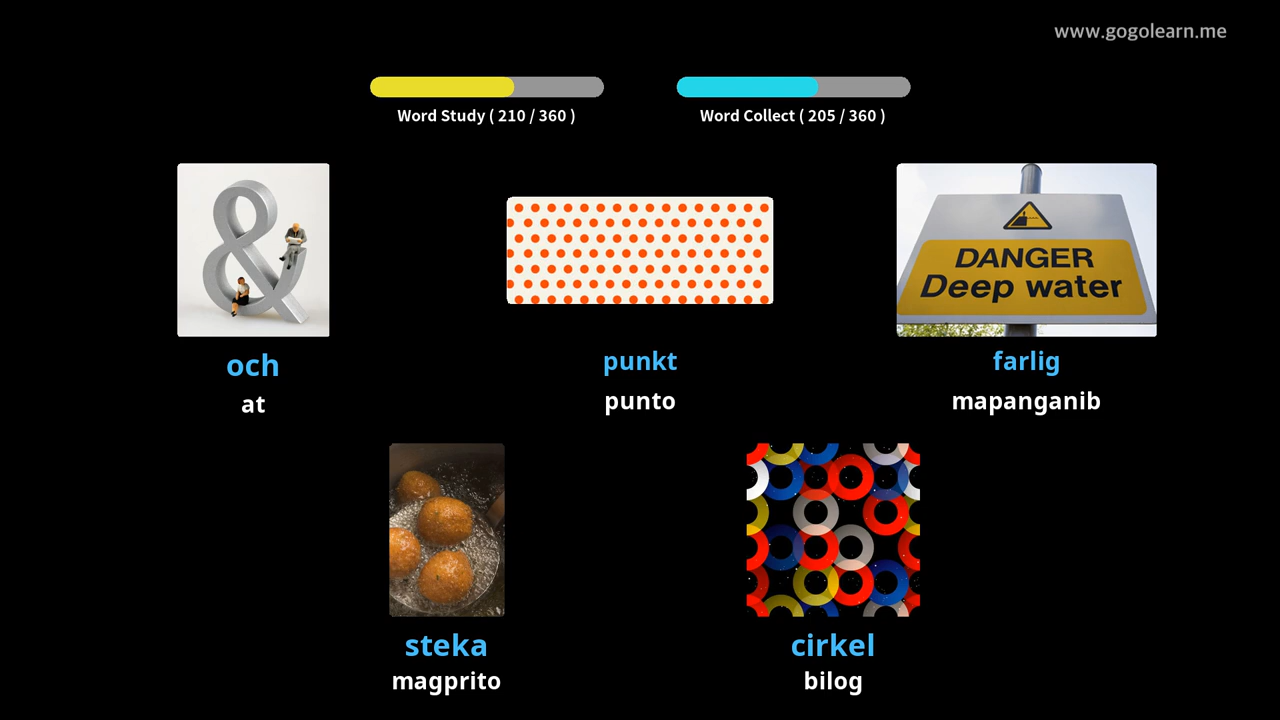 www.gogolearn.me
Word Study ( 210 / 360 )
Word Collect ( 205 / 360 )
DANGER
Deep water
och
at
punkt
punto
farlig
mapanganib
steka
magprito
cirkel
bilog